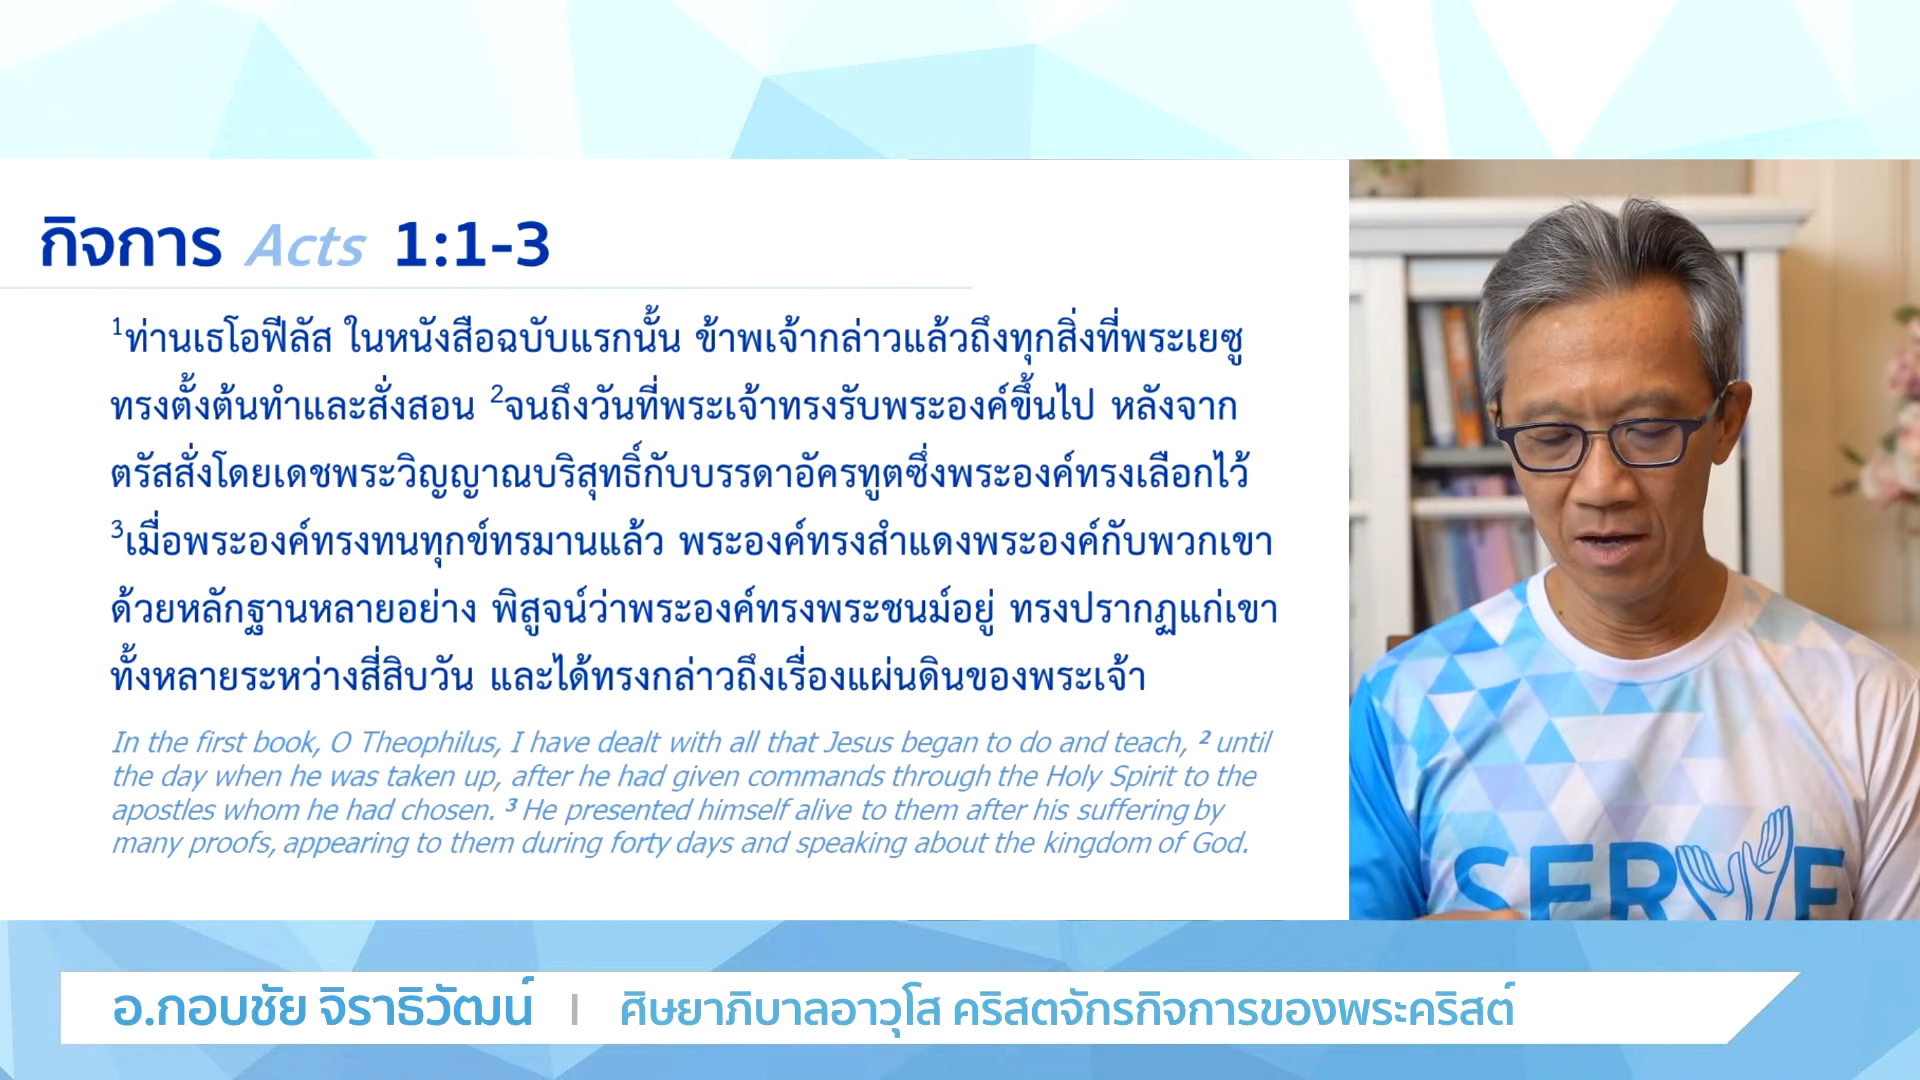 กิจการ Acts 1:1-3
¹ท่านเธโอฟีลัส ในหนังสือฉบับแรกนั้น ข้าพเจ้ากล่าวแล้วถึงทุกสิ่งที่พระเยซู
ทรงตั้งต้นทำและสั่งสอน ²จนถึงวันที่พระเจ้าทรงรับพระองค์ขึ้นไป หลังจาก
ตรัสสั่งโดยเดชพระวิญญาณบริสุทธิ์กับบรรดาอัครทูตซึ่งพระองค์ทรงเลือกไว้
³เมื่อพระองค์ทรงทนทุกข์ทรมานแล้ว พระองค์ทรงสำแดงพระองค์กับพวกเขา
ด้วยหลักฐานหลายอย่าง พิสูจน์ว่าพระองค์ทรงพระชนม์อยู่ ทรงปรากฏแก่เขา
ทั้งหลายระหว่างสี่สิบวัน และได้ทรงกล่าวถึงเรื่องแผ่นดินของพระเจ้า
In the first book, O Theophilus, I have dealt with all that Jesus began to do and teach, ² until
the day when he was taken up, after he had given commands through the Holy Spirit to the
apostles whom he had chosen. ³ He presented himself alive to them after his suffering by
many proofs, appearing to them during forty days and speaking about the kingdom of God.
SERVE
อ.กอบชัย จิราธิวัฒน์ | ศิษยาภิบาลอาวุโส คริสตจักรกิจการของพระคริสต์